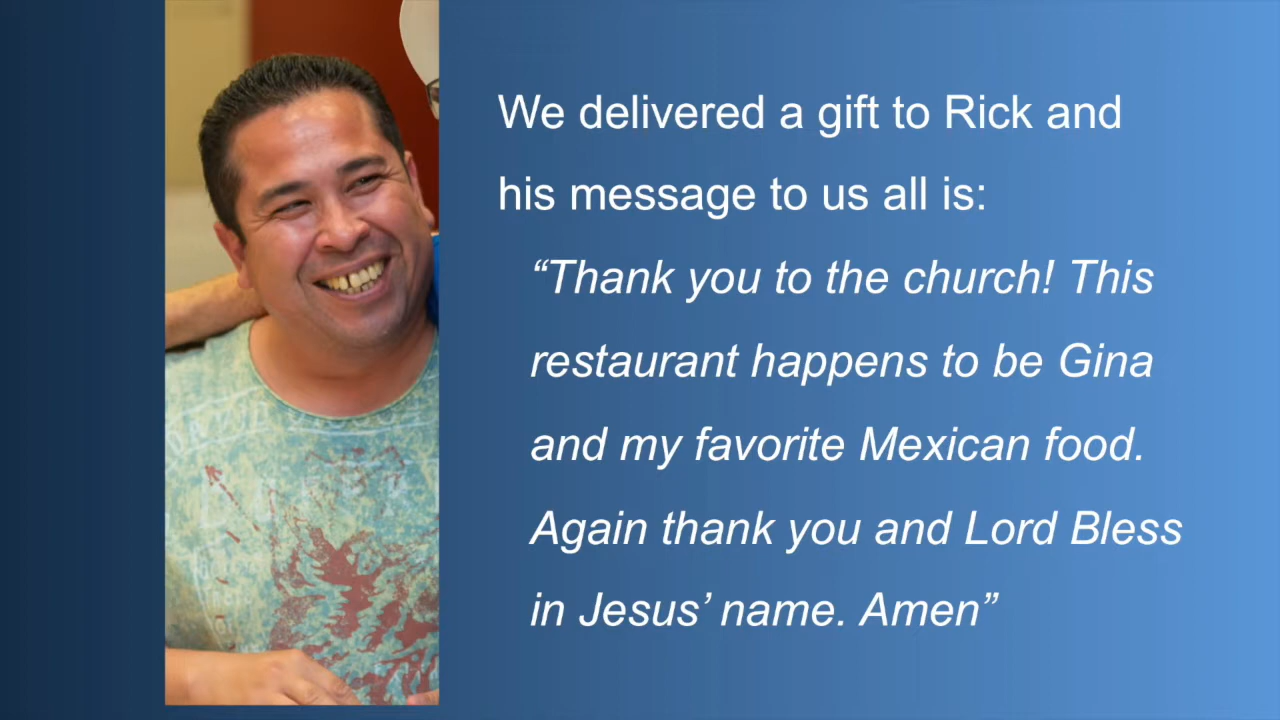 We delivered a gift to Rick and
his message to us all is:
“Thank you to the church! This
restaurant happens to be Gina
and my favorite Mexican food.
Again thank you and Lord Bless
in Jesus’ name. Amen”